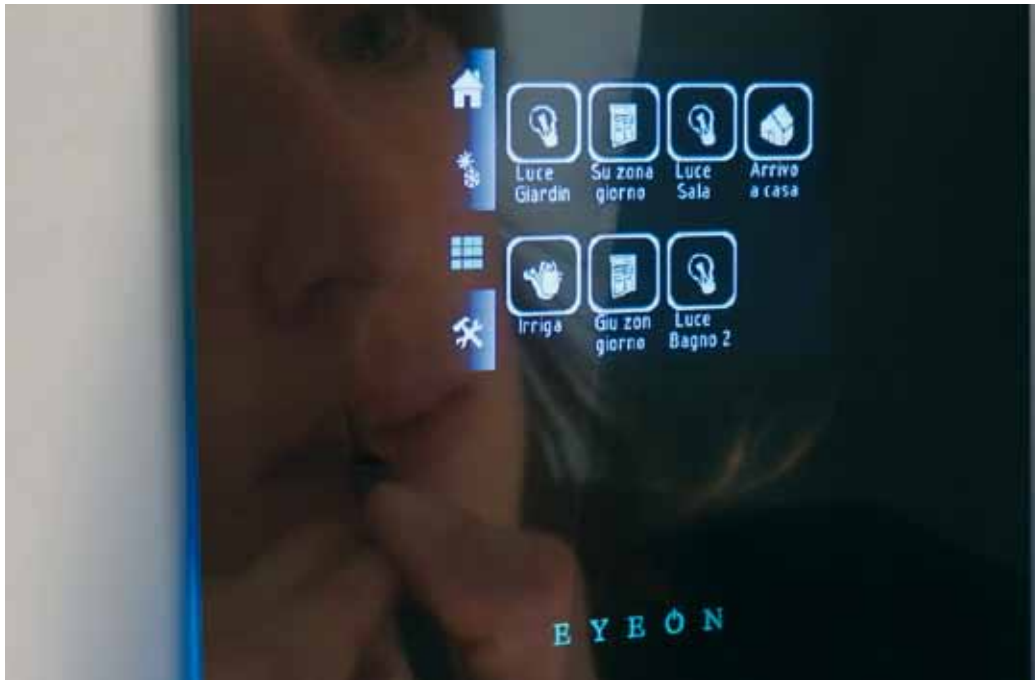 Luce
Giardin
Su zona
giorno
Luce
Sala
Arrivo
a casa
Irriga
Giu zon
giorno
Luce
Bagno 2
EYEON